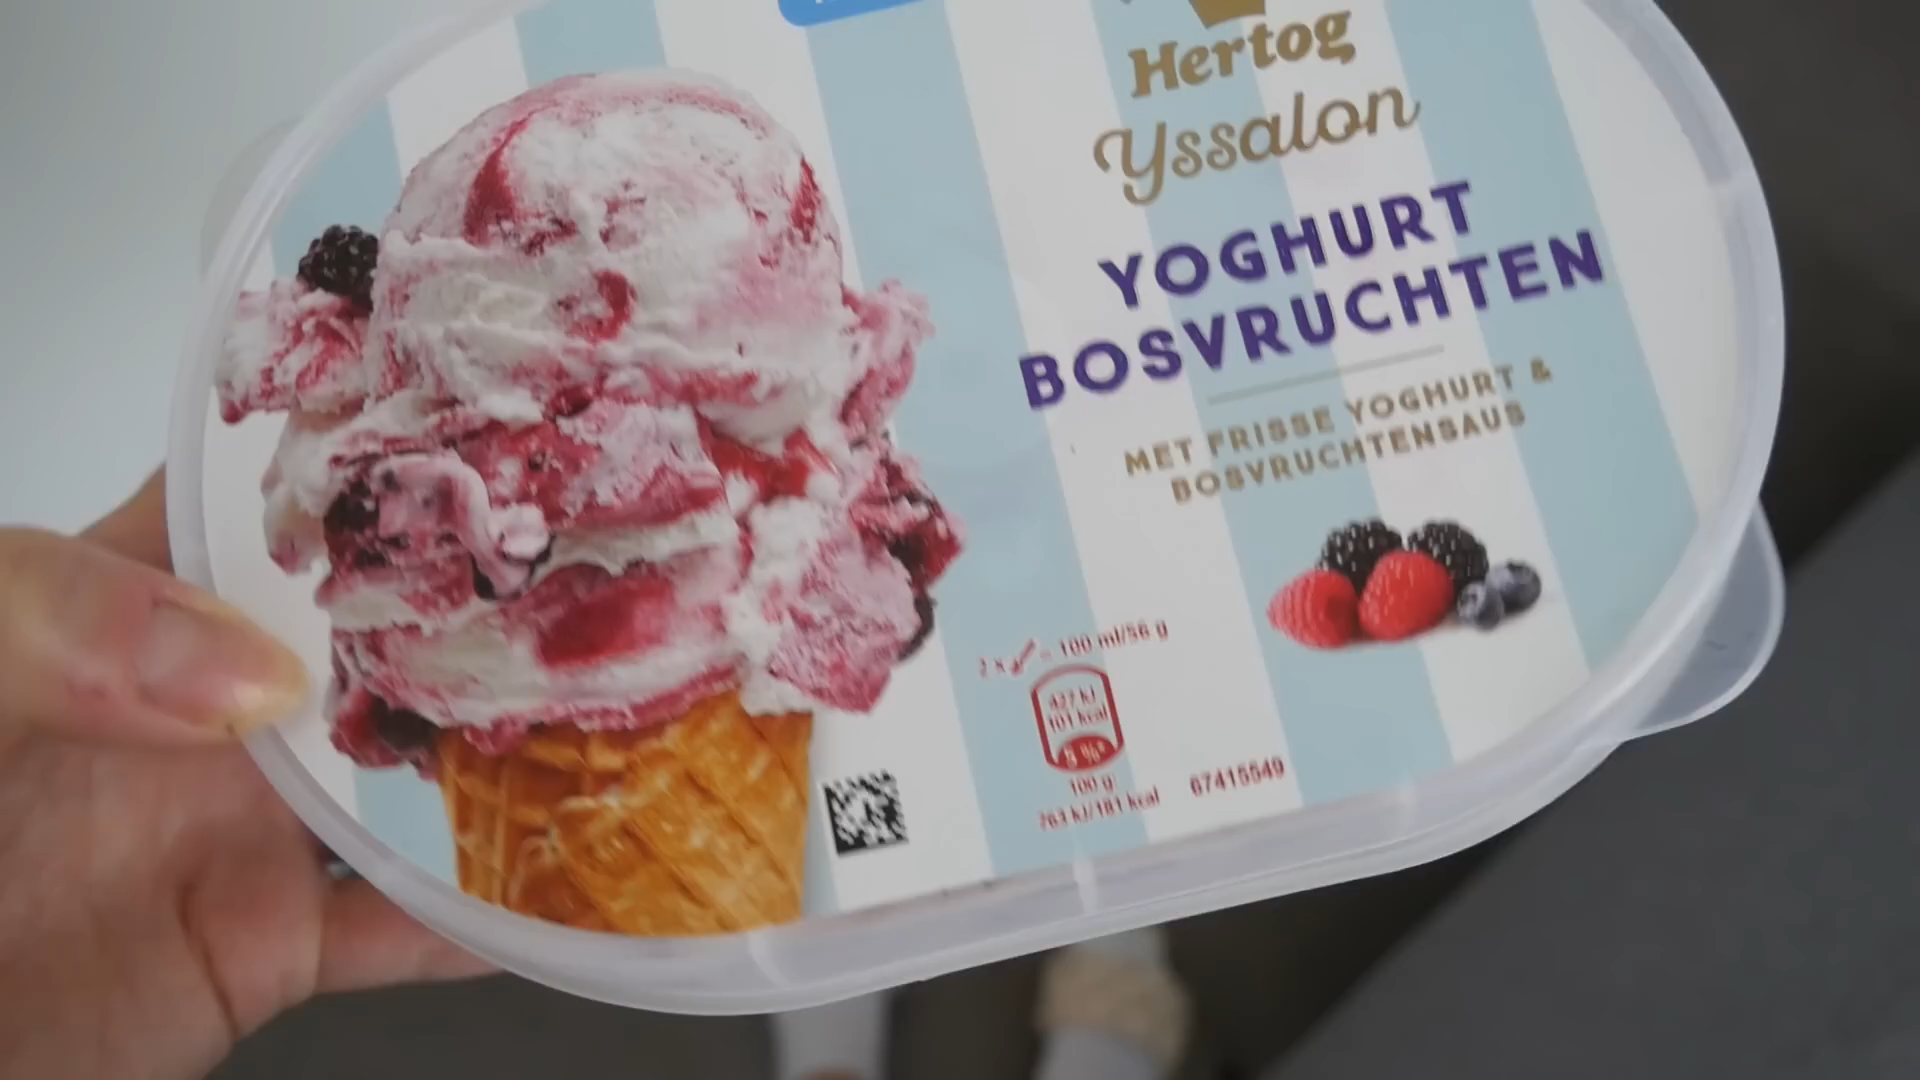 Hertog
Yssalon
YOGHURT
BOSVRUCHTEN
MET FRISSE YOGHURT &
BOSVRUCHTENSAUS
= 100 ml/56 g
427 kJ
101 kcal
5 %*
100 g:
763 kJ/181 kcal
67415549